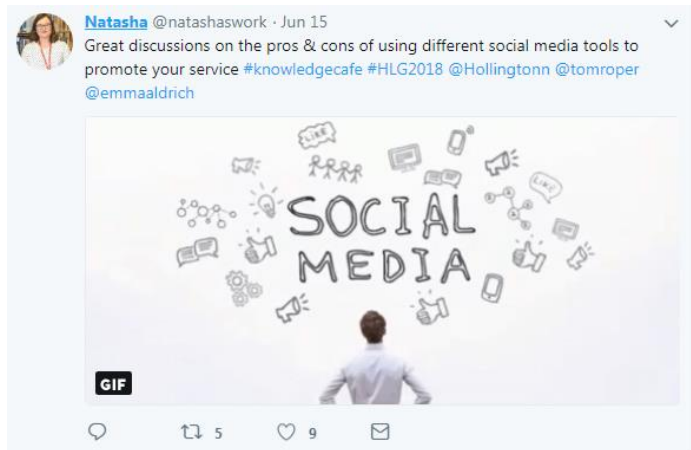 Natasha @natashaswork · Jun 15
Great discussions on the pros & cons of using different social media tools to
promote your service #knowledgecafe #HLG2018 @Hollingtonn @tomroper
@emmaaldrich
LIKE
LIKE
SOCIAL
MEDIA
GIF
5 9